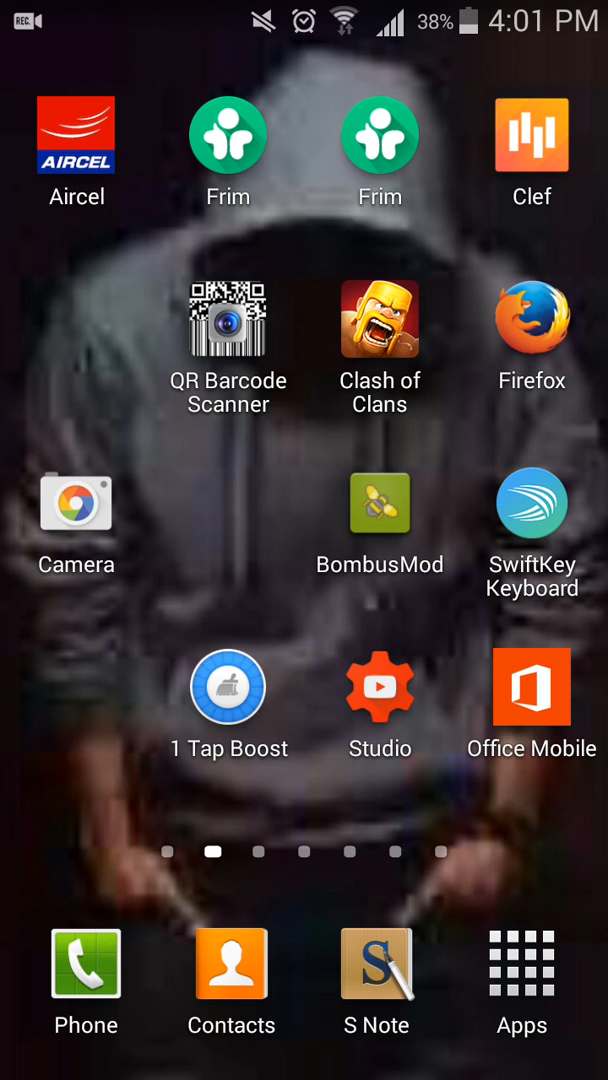 REC
38% 4:01 PM
AIRCEL
Aircel
Frim
Frim
Clef
QR Barcode
Scanner
Clash of
Clans
Firefox
Camera
BombusMod
SwiftKey
Keyboard
1 Tap Boost
Studio
Office Mobile
S
Phone
Contacts
S Note
Apps